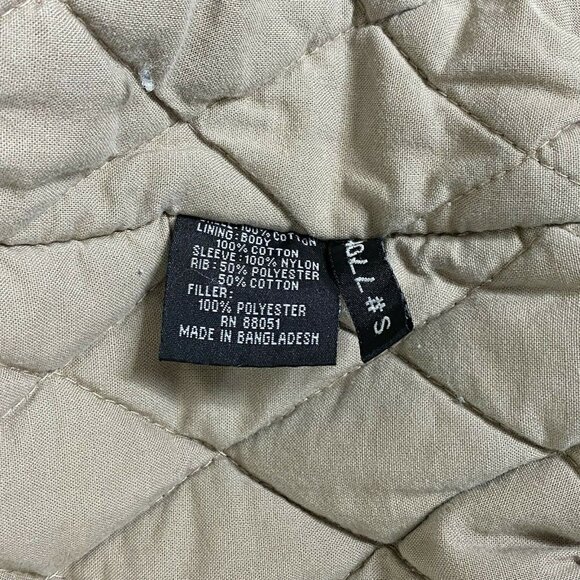 100% COTTON
LINING: BODY
100% COTTON
SLEEVE: 100% NYLON
RIB: 50% POLYESTER
50% COTTON
FILLER:
100% POLYESTER
RN 88051
MADE IN BANGLADESH
S# 770